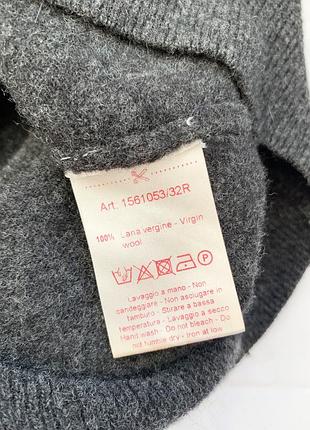 Art. 1561053/32R
100% Lana vergine - Virgin
wool
Lavaggio a mano - Non
candeggiare - Non asciugare in
tamburo - Stirare a bassa
temperatura - Lavaggio a secco
Hand wash - Do not bleach - Do
not tumble dry - Iron at low